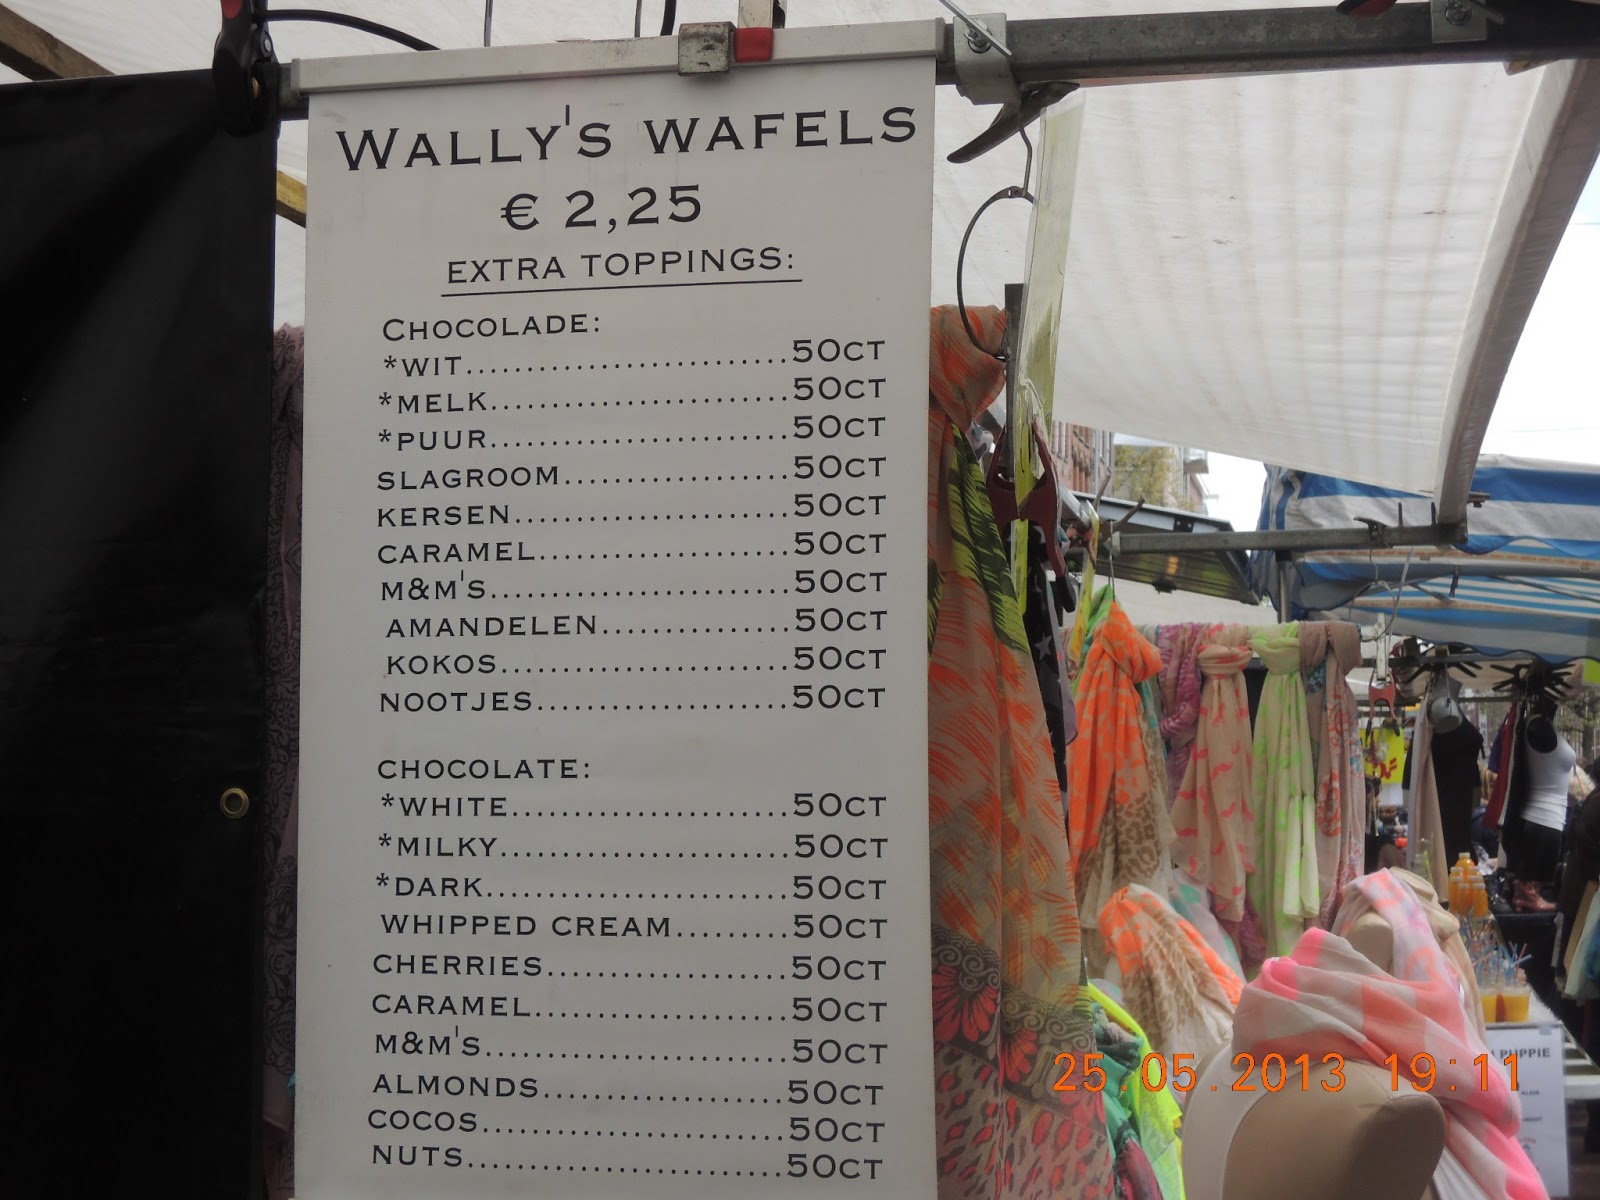 WALLY'S WAFELS
€ 2,25
EXTRA TOPPINGS:
CHOCOLADE:
*WIT..........................50CT
*MELK........................50CT
*PUUR........................50CT
SLAGROOM..................50CT
KERSEN......................50CT
CARAMEL....................50CT
M&M'S........................50CT
AMANDELEN...............50CT
KOKOS.......................50CT
NOOTJES....................50CT
CHOCOLATE:
*WHITE......................50CT
*MILKY.......................50CT
*DARK........................50CT
WHIPPED CREAM.........50CT
CHERRIES...................50CT
CARAMEL....................50CT
M&M'S........................50CT
ALMONDS...................50CT
COCOS........................50CT
NUTS.........................50CT
PUPPIE
25.05.2013 19:11